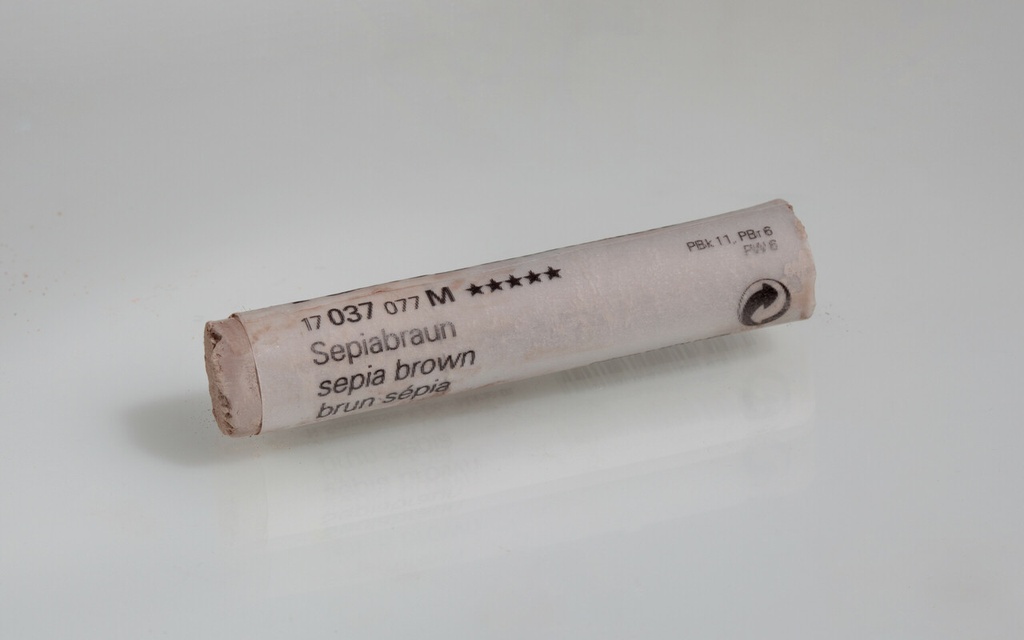 17 037 077 M ★★★★★
Sepiabraun
sepia brown
brun sépia
PBk 11, PBr 6
PW 6